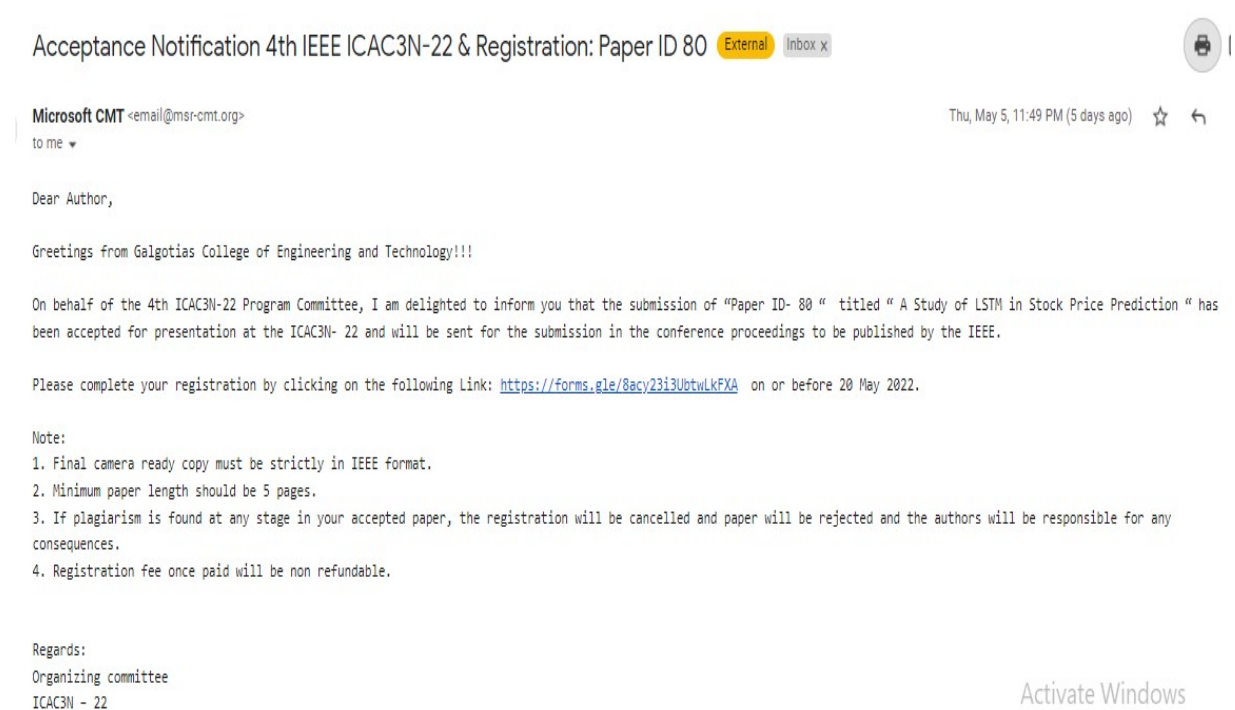 Acceptance Notification 4th IEEE ICAC3N-22 & Registration: Paper ID 80 External Inbox x
Microsoft CMT <email@msr-cmt.org> Thu, May 5, 11:49 PM (5 days ago)
to me
Dear Author,
Greetings from Galgotias College of Engineering and Technology!!!
On behalf of the 4th ICAC3N-22 Program Committee, I am delighted to inform you that the submission of “Paper ID- 80 “ titled “ A Study of LSTM in Stock Price Prediction “ has
been accepted for presentation at the ICAC3N- 22 and will be sent for the submission in the conference proceedings to be published by the IEEE.
Please complete your registration by clicking on the following Link: https://forms.gle/8acy23i3UbtwLkFXA on or before 20 May 2022.
Note:
1. Final camera ready copy must be strictly in IEEE format.
2. Minimum paper length should be 5 pages.
3. If plagiarism is found at any stage in your accepted paper, the registration will be cancelled and paper will be rejected and the authors will be responsible for any
consequences.
4. Registration fee once paid will be non refundable.
Regards:
Organizing committee
ICAC3N – 22
Activate Windows